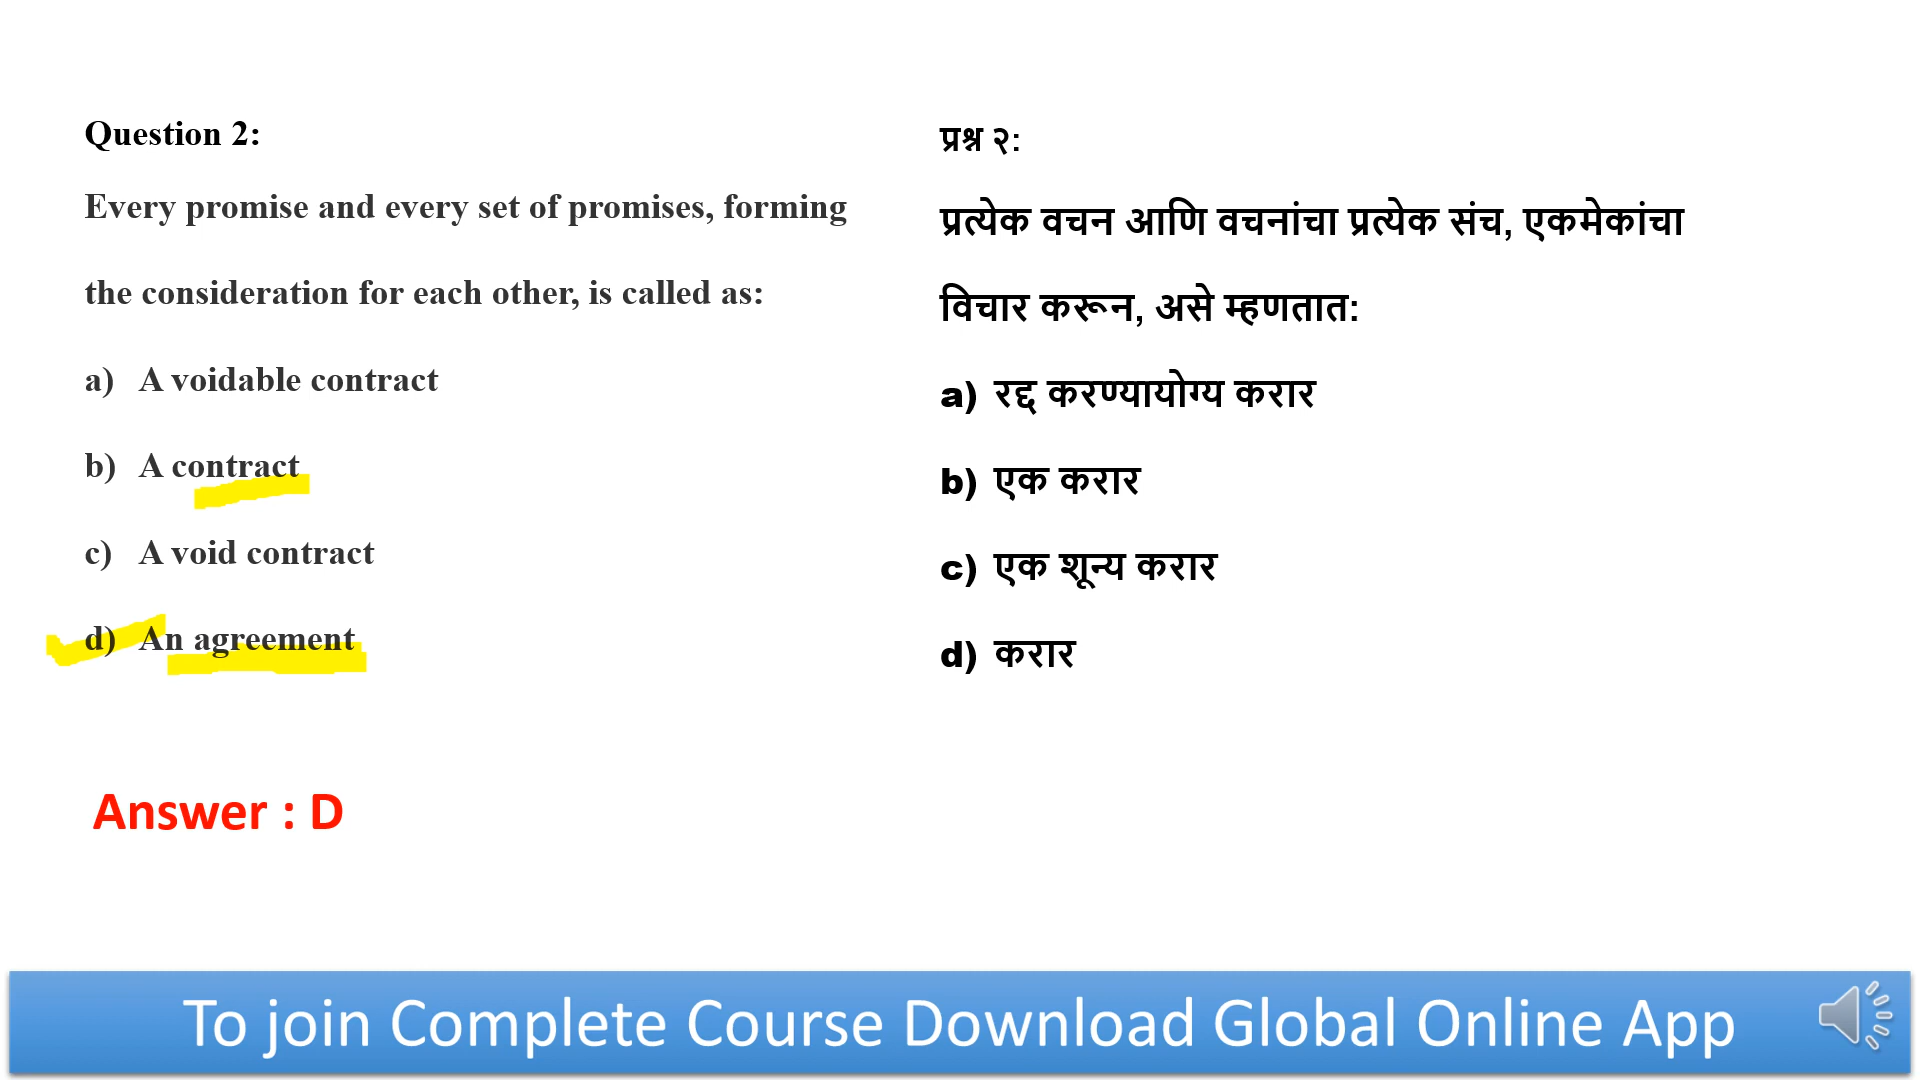 Question 2:
Every promise and every set of promises, forming
the consideration for each other, is called as:
a) A voidable contract
b) A contract
c) A void contract
d) An agreement
Answer : D
प्रश्न २:
प्रत्येक वचन आणि वचनांचा प्रत्येक संच, एकमेकांचा
विचार करून, असे म्हणतात:
a) रद्द करण्यायोग्य करार
b) एक करार
c) एक शून्य करार
d) करार
To join Complete Course Download Global Online App